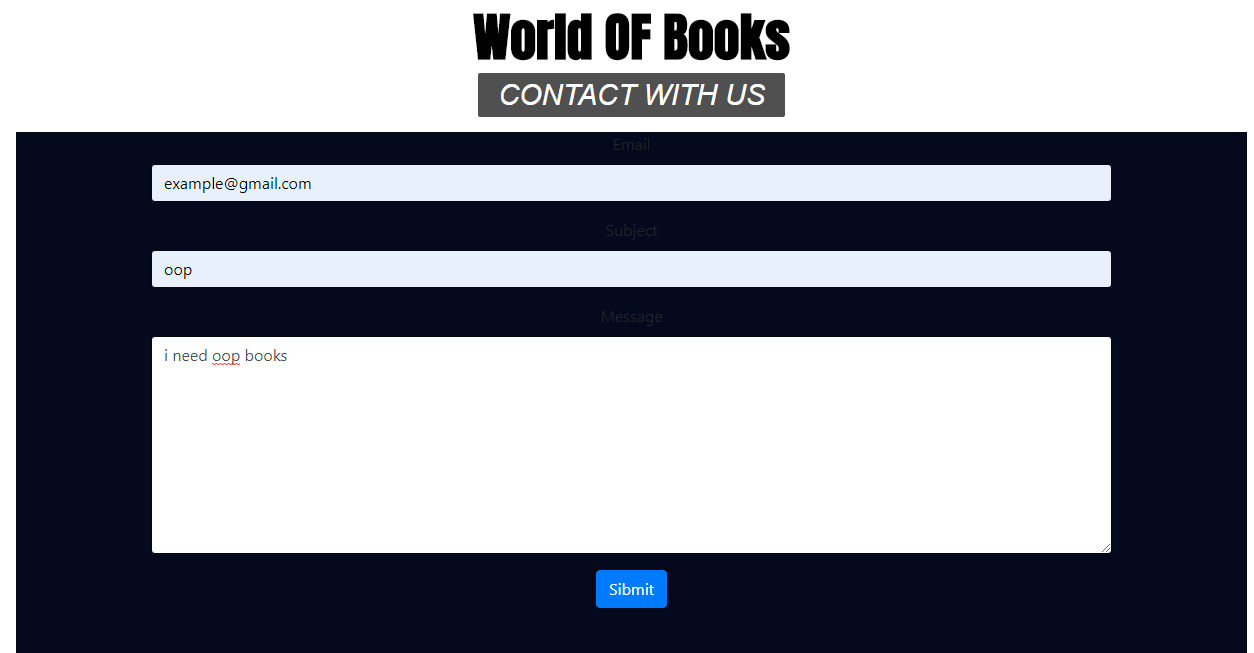 World OF Books
CONTACT WITH US
Email
example@gmail.com
Subject
oop
Message
i need oop books
Sibmit